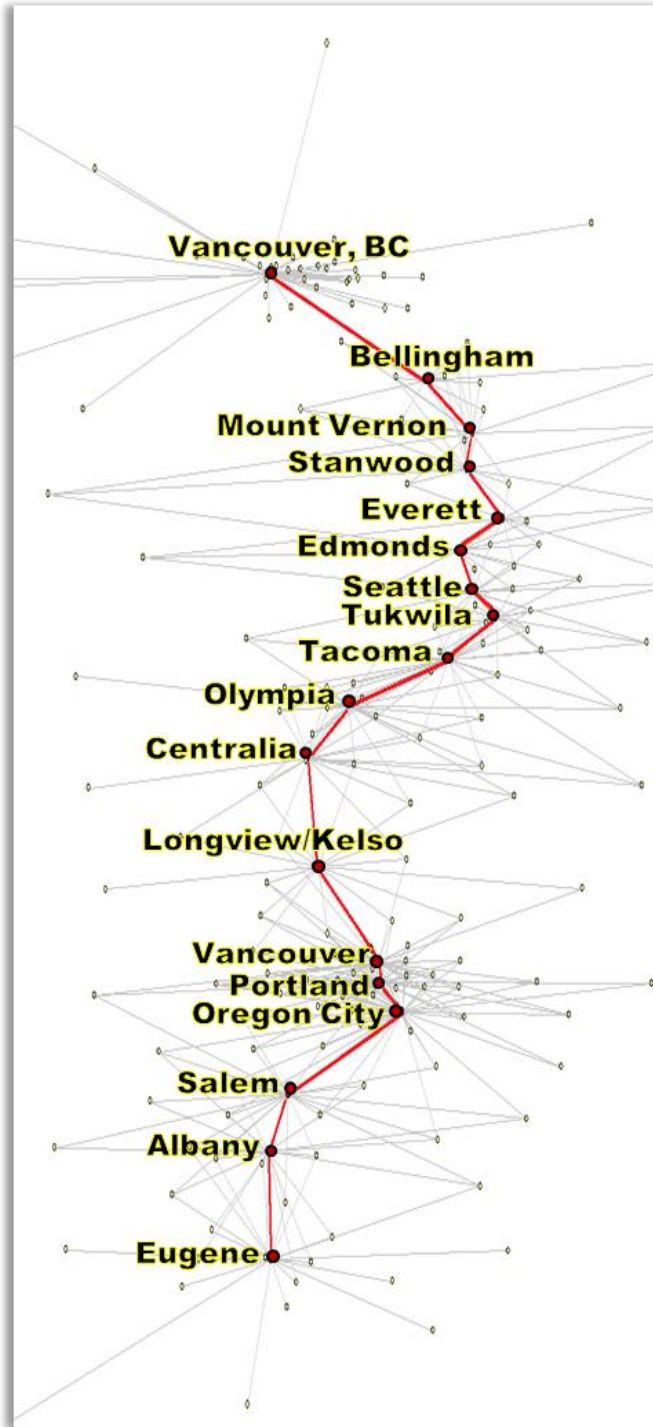 Vancouver, BC
Bellingham
Mount Vernon
Stanwood
Everett
Edmonds
Seattle
Tukwila
Tacoma
Olympia
Centralia
Longview/Kelso
Vancouver
Portland
Oregon City
Salem
Albany
Eugene